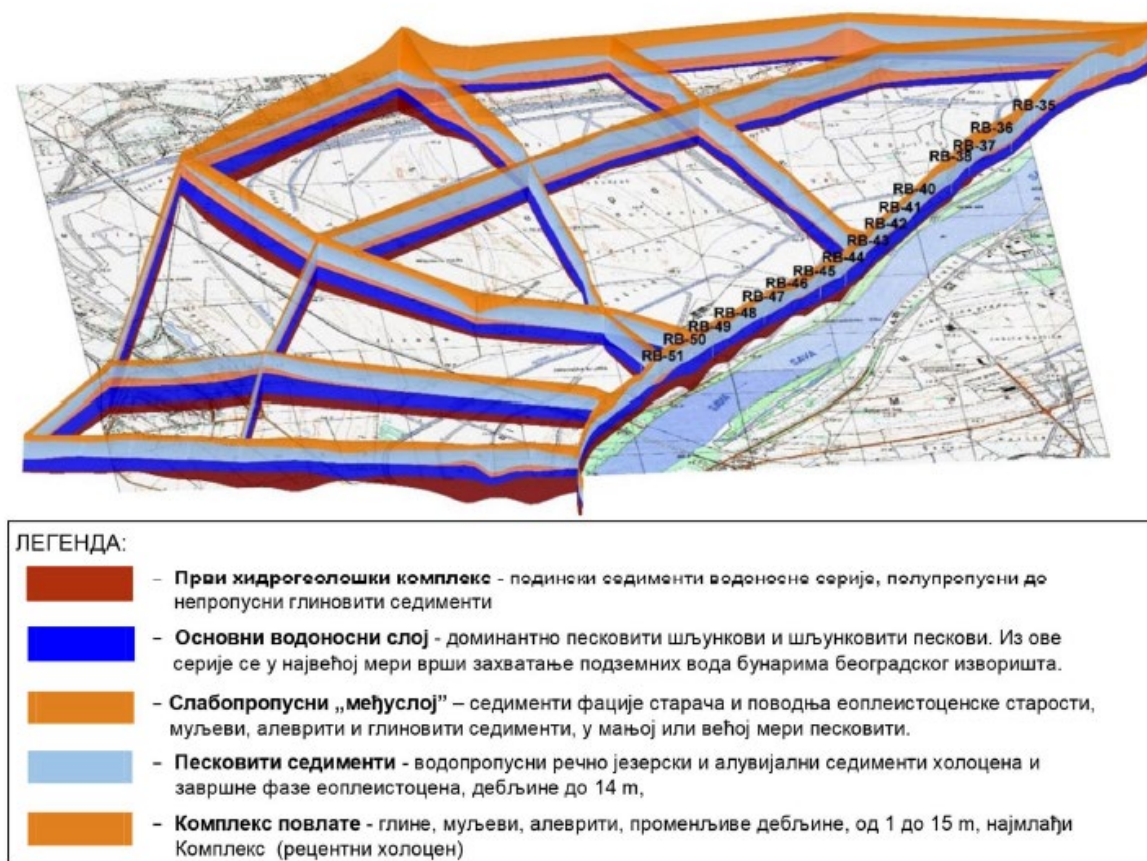 RB-35
RB-36
RB-37
RB-38
RB-40
RB-41
RB-42
RB-43
RB-44
RB-45
RB-46
RB-47
RB-48
RB-49
RB-50
RB-51
SAVA
SAVA
SAVA
ЛЕГЕНДА:
– Први хидрогеолошки комплекс - подински седименти водоносне серије, полупропусни до
непропусни глиновити седименти
– Основни водоносни слој - доминантно песковити шљункови и шљунковити пескови. Из ове
серије се у највећој мери врши захватање подземних вода бунарима београдског изворишта.
– Слабопропусни „међуслој” – седименти фације старача и поводња еоплеистоценске старости,
муљеви, алеврити и глиновити седименти, у мањој или већој мери песковити.
– Песковити седименти - водопропусни речно језерски и алувијални седименти холоцена и
завршне фазе еоплеистоцена, дебљине до 14 m,
– Комплекс повлате - глине, муљеви, алеврити, променљиве дебљине, од 1 до 15 m, најмлађи
Комплекс (рецентни холоцен)